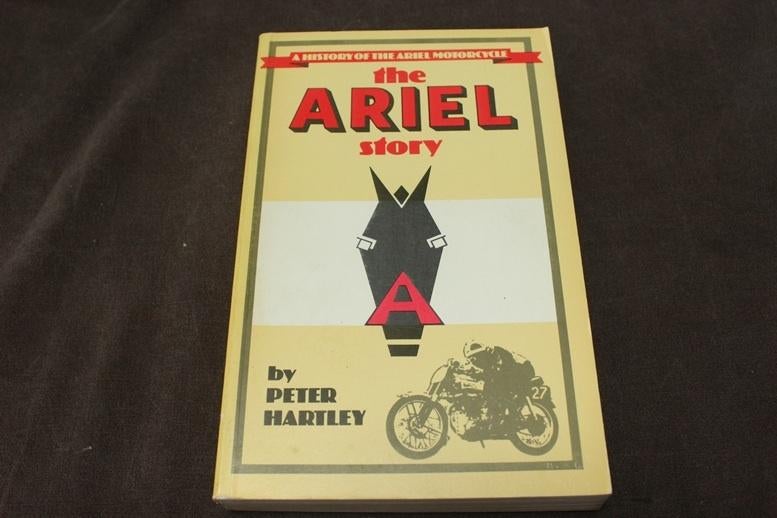 A HISTORY OF THE ARIEL MOTORCYCLE
the
ARIEL
story
A
by
PETER
HARTLEY
27